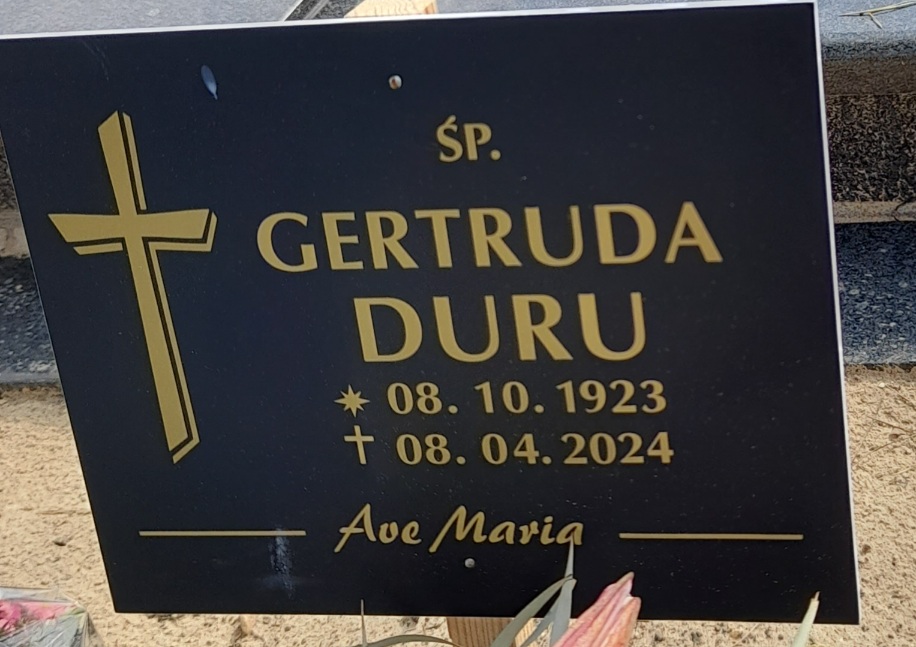 ŚP.
GERTRUDA
DURU
08. 10. 1923
08. 04. 2024
Ave Maria